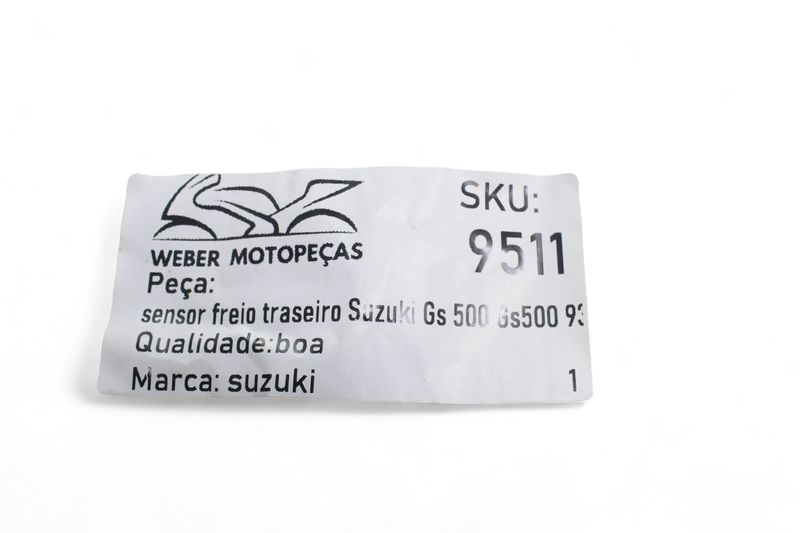 SKU:
9511
WEBER MOTOPEÇAS
Peça:
sensor freio traseiro Suzuki Gs 500 Gs500 93
Qualidade:boa
Marca: suzuki 1